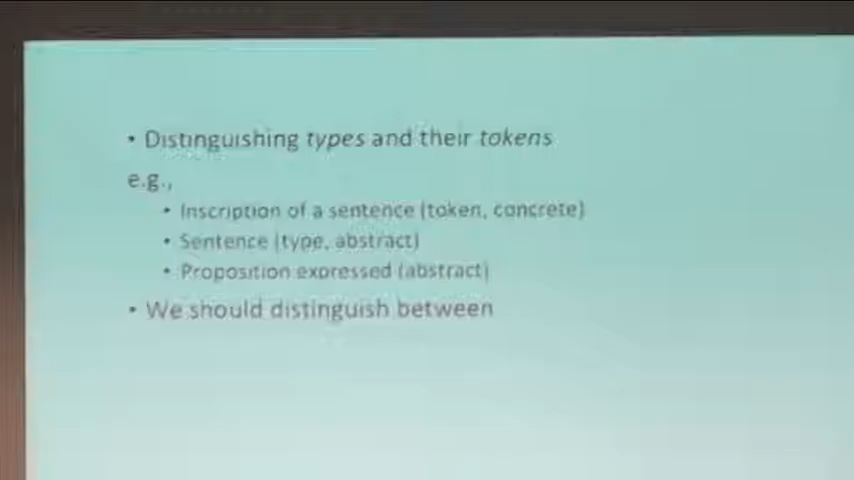 • Distinguishing types and their tokens
e.g.,
• Inscription of a sentence (token, concrete)
• Sentence (type, abstract)
• Proposition expressed (abstract)
• We should distinguish between